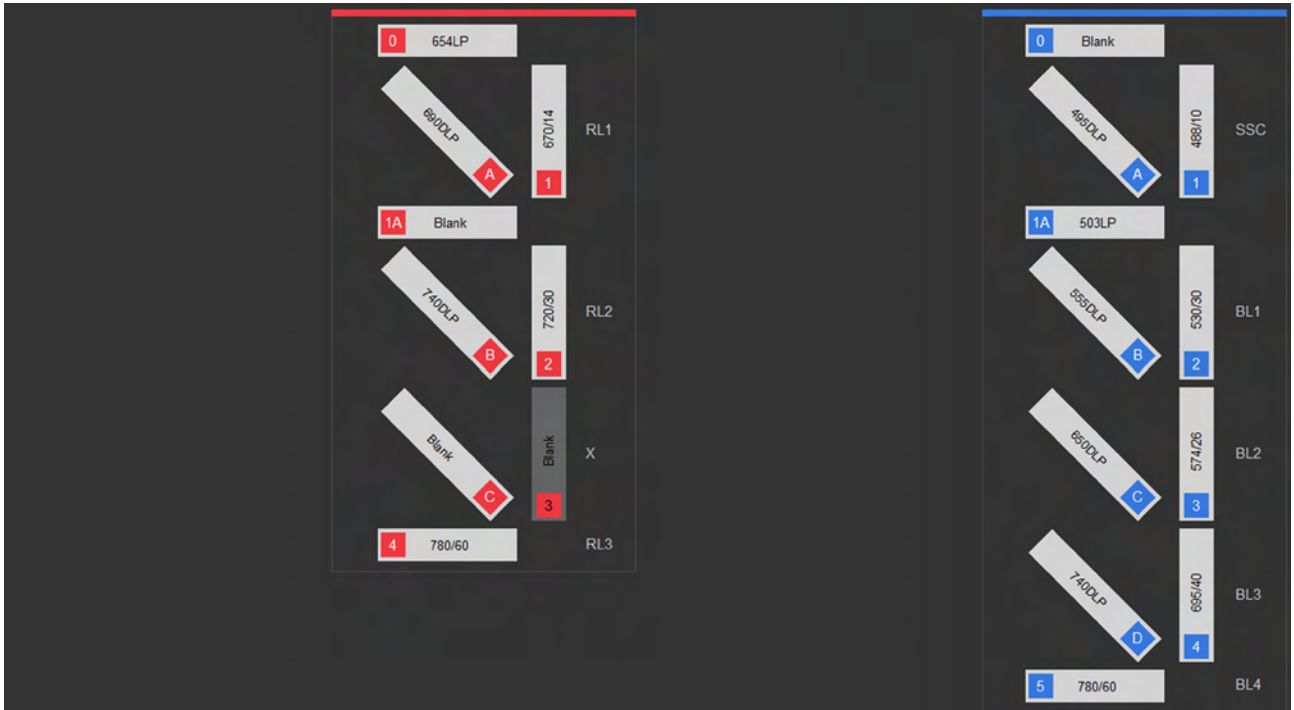 0 654LP
690DLP A
670/14 1
RL1
1A Blank
740DLP B
720/30 2
RL2
Blank C
Blank 3
X
4 780/60
RL3
0 Blank
495DLP A
488/10 1
SSC
1A 503LP
555DLP B
530/30 2
BL1
650DLP C
574/26 3
BL2
740DLP D
695/40 4
BL3
5 780/60
BL4